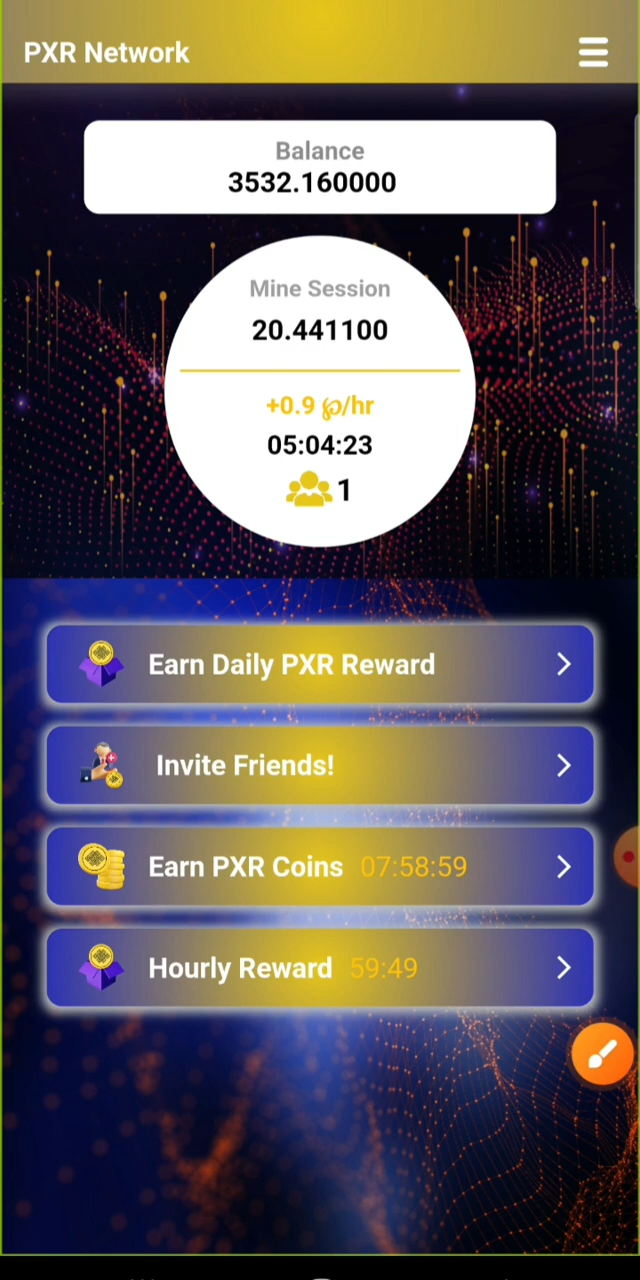 PXR Network
Balance
3532.160000
Mine Session
20.441100
+0.9 ℘/hr
05:04:23
1
Earn Daily PXR Reward
Invite Friends!
Earn PXR Coins 07:58:59
Hourly Reward 59:49